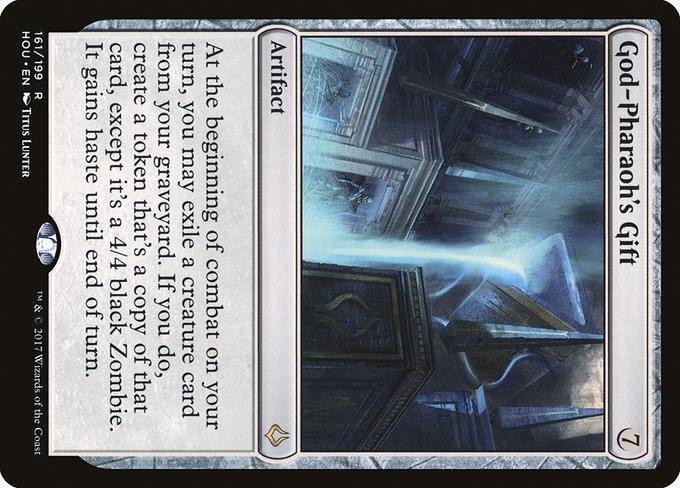 God-Pharaoh's Gift
7
Artifact
At the beginning of combat on your
turn, you may exile a creature card
from your graveyard. If you do,
create a token that's a copy of that
card, except it's a 4/4 black Zombie.
It gains haste until end of turn.
161/199 R
HOU • EN Titus Lunter
™ & © 2017 Wizards of the Coast